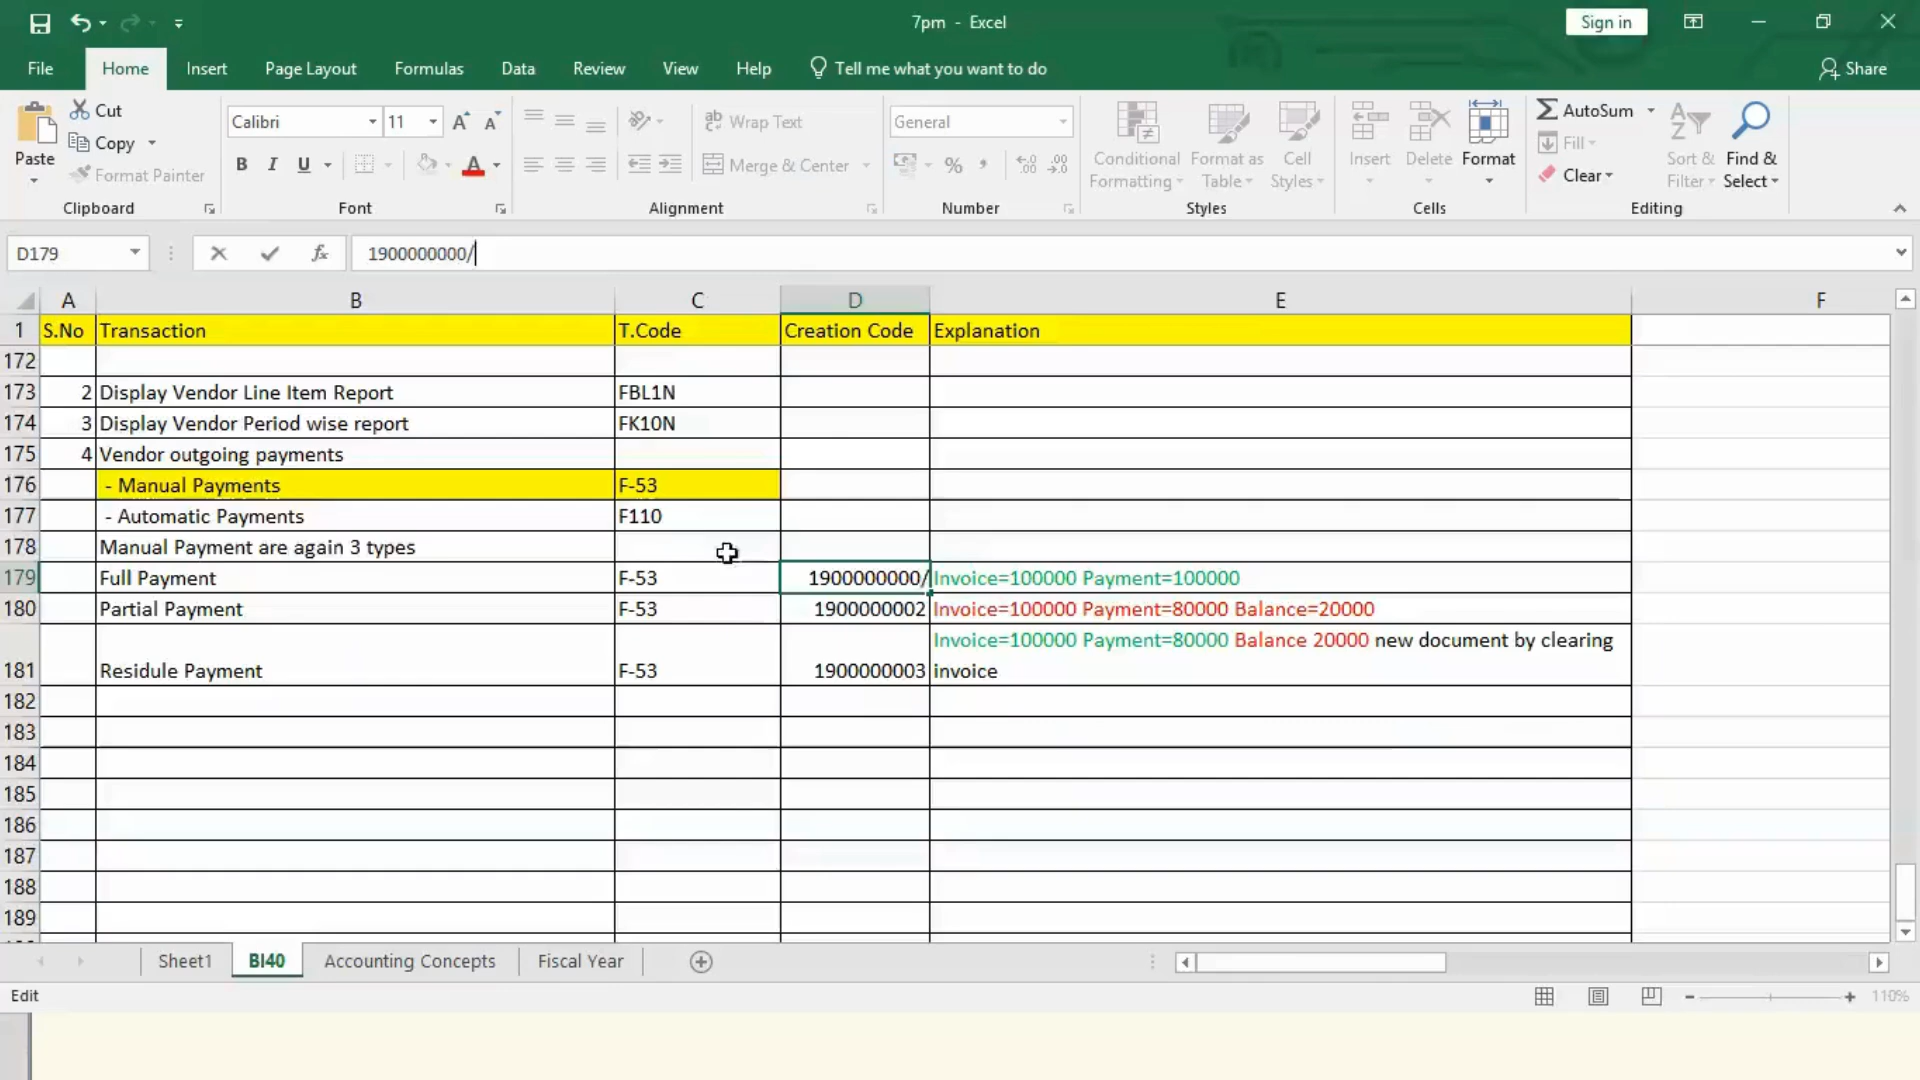 7pm - Excel
Sign in
File Home Insert Page Layout Formulas Data Review View Help Tell me what you want to do Share
Paste Cut Copy Format Painter
Calibri 11
B I U A
ab Wrap Text
Merge & Center
General
%
Conditional Formatting Format as Table Cell Styles
Insert Delete Format
AutoSum
Fill
Clear
Sort & Filter Find & Select
Clipboard Font Alignment Number Styles Cells Editing
D179 fx 1900000000/
A B C D E F
1 S.No Transaction T.Code Creation Code Explanation
172
173 2 Display Vendor Line Item Report FBL1N
174 3 Display Vendor Period wise report FK10N
175 4 Vendor outgoing payments
176 - Manual Payments F-53
177 - Automatic Payments F110
178 Manual Payment are again 3 types
179 Full Payment F-53 1900000000/ Invoice=100000 Payment=100000
180 Partial Payment F-53 1900000002 Invoice=100000 Payment=80000 Balance=20000
Invoice=100000 Payment=80000 Balance 20000 new document by clearing
181 Residule Payment F-53 1900000003 invoice
182
183
184
185
186
187
188
189
Sheet1 BI40 Accounting Concepts Fiscal Year
Edit 110%